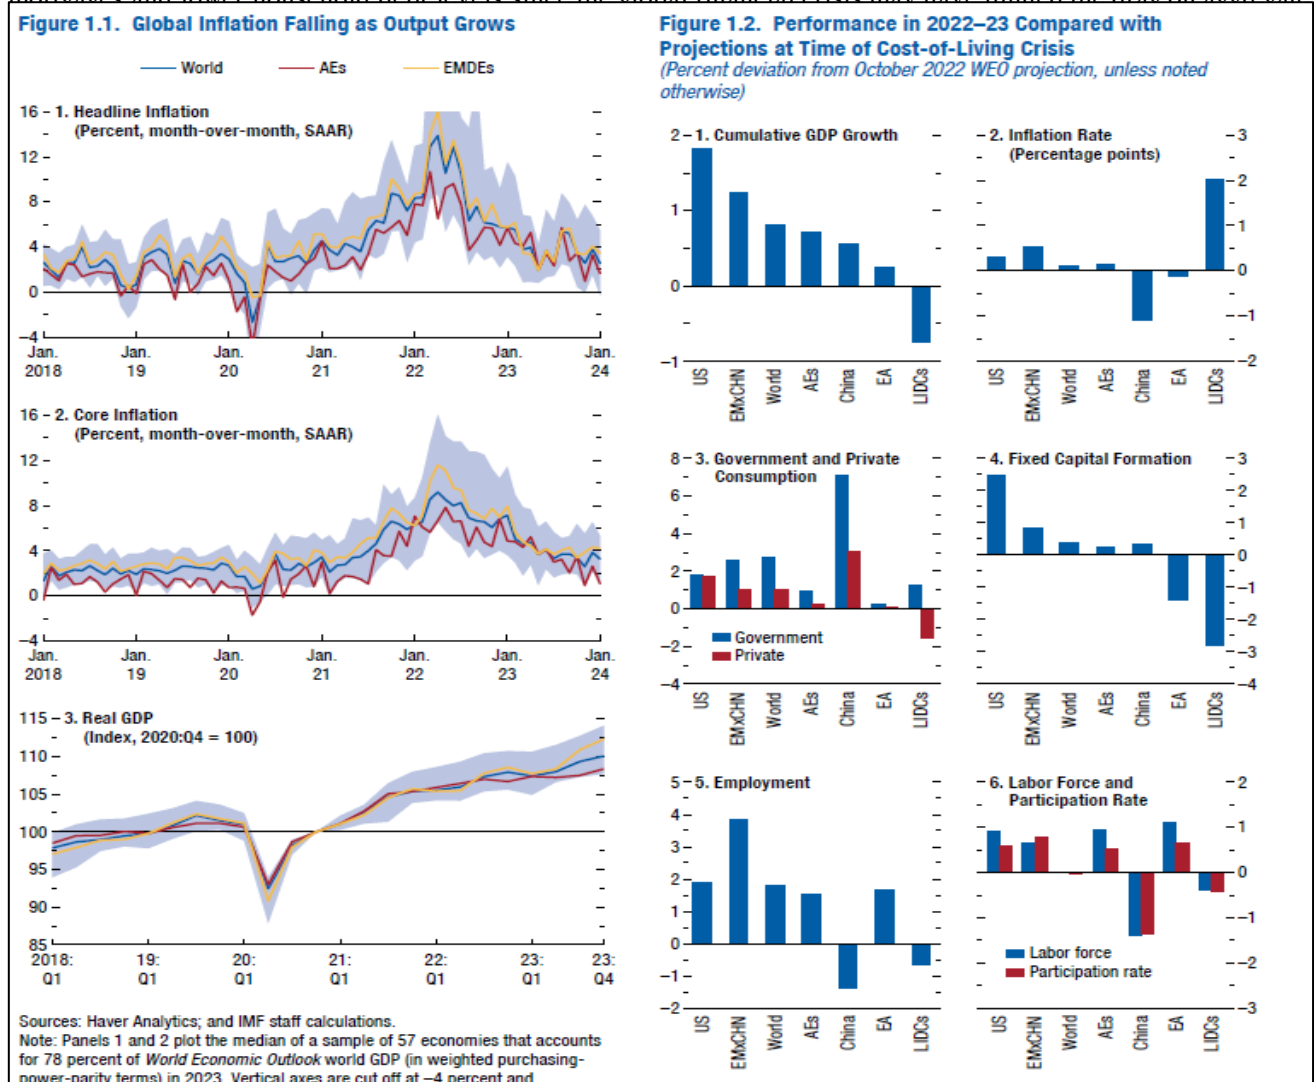 Figure 1.1. Global Inflation Falling as Output Grows
World AEs EMDEs
16 – 1. Headline Inflation
(Percent, month-over-month, SAAR)
12 –
8 –
4 –
0
–4
Jan. Jan. Jan. Jan. Jan. Jan. Jan.
2018 19 20 21 22 23 24
16 – 2. Core Inflation
(Percent, month-over-month, SAAR)
12 –
8 –
4 –
0
–4
Jan. Jan. Jan. Jan. Jan. Jan. Jan.
2018 19 20 21 22 23 24
115 – 3. Real GDP
(Index, 2020:Q4 = 100)
110 –
105 –
100
95 –
90 –
85
2018: 19: 20: 21: 22: 23: 23:
Q1 Q1 Q1 Q1 Q1 Q1 Q4
Sources: Haver Analytics; and IMF staff calculations.
Note: Panels 1 and 2 plot the median of a sample of 57 economies that accounts
for 78 percent of World Economic Outlook world GDP (in weighted purchasing-
power-parity terms) in 2023. Vertical axes are cut off at –4 percent and
Figure 1.2. Performance in 2022–23 Compared with
Projections at Time of Cost-of-Living Crisis
(Percent deviation from October 2022 WEO projection, unless noted
otherwise)
2 – 1. Cumulative GDP Growth
1 –
0
–1
US EMxCHN World AEs China EA LIDCs
2. Inflation Rate – 3
(Percentage points)
– 2
– 1
0
– –1
–2
US EMxCHN World AEs China EA LIDCs
8 – 3. Government and Private
Consumption
6 –
4 –
2 –
0
–2 –
–4
Government
Private
US EMxCHN World AEs China EA LIDCs
4. Fixed Capital Formation – 3
– 2
– 1
0
– –1
– –2
– –3
–4
US EMxCHN World AEs China EA LIDCs
5 – 5. Employment
4 –
3 –
2 –
1 –
0
–1 –
–2
US EMxCHN World AEs China EA LIDCs
6. Labor Force and – 2
Participation Rate
– 1
0
– –1
– –2
–3
Labor force
Participation rate
US EMxCHN World AEs China EA LIDCs